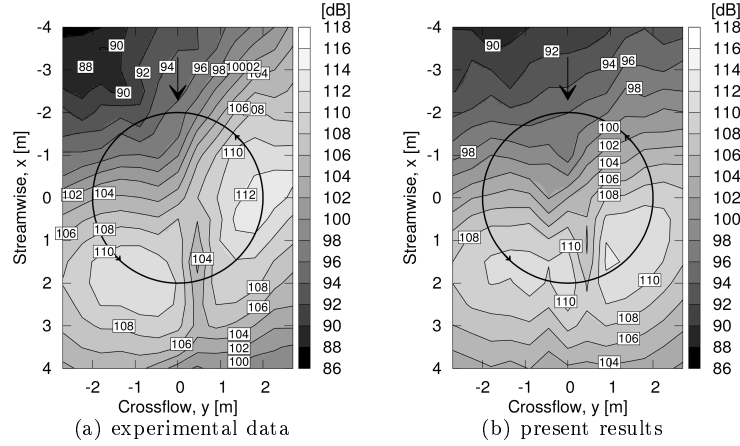 [dB] [dB]
-4 90 118 -4 90 92 118
-3 88 92 94 96 98 100 02 104 116 -3 94 96 116
90 114 98 114
-2 106 08 112 -2 112
110 -2 100 110
-1 110 108 -1 98 102 108
106 104 106
0 102 104 112 104 0 106 108 104
106 108 102 102
1 110 100 1 108 110 100
104 98 98
2 108 96 2 110 110 96
106 94 94
3 108 106 104 92 3 108 106 92
102 90 90
100 88 104 88
4 86 4 86
-2 -1 0 1 2 -2 -1 0 1 2
Streamwise, x [m] Streamwise, x [m]
Crossflow, y [m] Crossflow, y [m]
(a) experimental data (b) present results